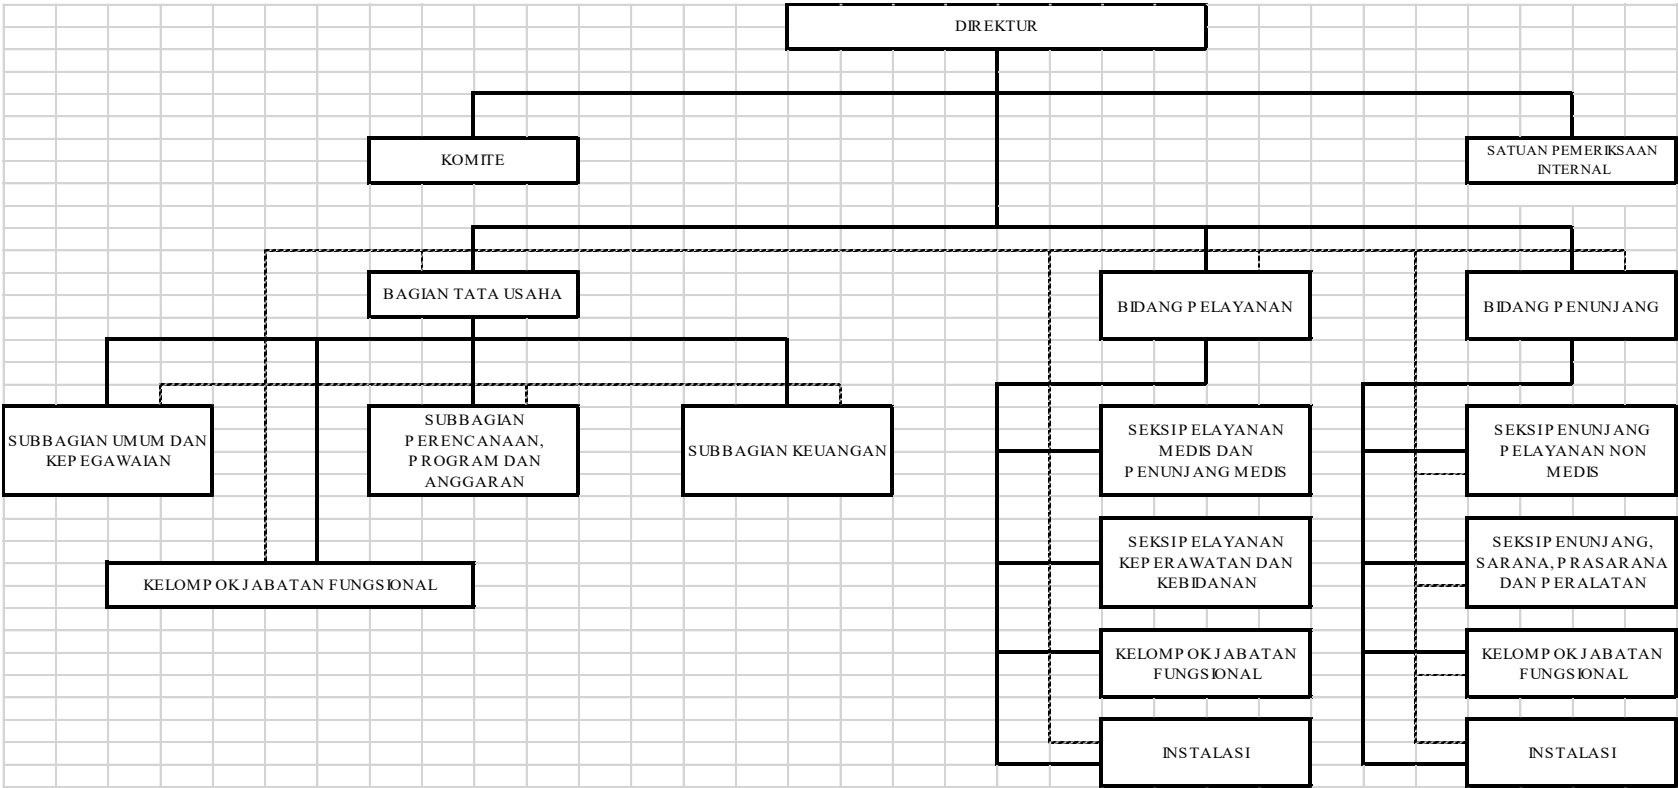 DIREKTUR
KOMITE
SATUAN PEMERIKSAAN
INTERNAL
BAGIAN TATA USAHA
BIDANG PELAYANAN
BIDANG PENUNJANG
SUBBAGIAN UMUM DAN
KEPEGAWAIAN
SUBBAGIAN
PERENCANAAN,
PROGRAM DAN
ANGGARAN
SUBBAGIAN KEUANGAN
SEKSI PELAYANAN
MEDIS DAN
PENUNJANG MEDIS
SEKSI PENUNJANG
PELAYANAN NON
MEDIS
SEKSI PELAYANAN
KEPERAWATAN DAN
KEBIDANAN
SEKSI PENUNJANG,
SARANA, PRASARANA
DAN PERALATAN
KELOMPOK JABATAN FUNGSIONAL
KELOMPOK JABATAN
FUNGSIONAL
KELOMPOK JABATAN
FUNGSIONAL
INSTALASI
INSTALASI